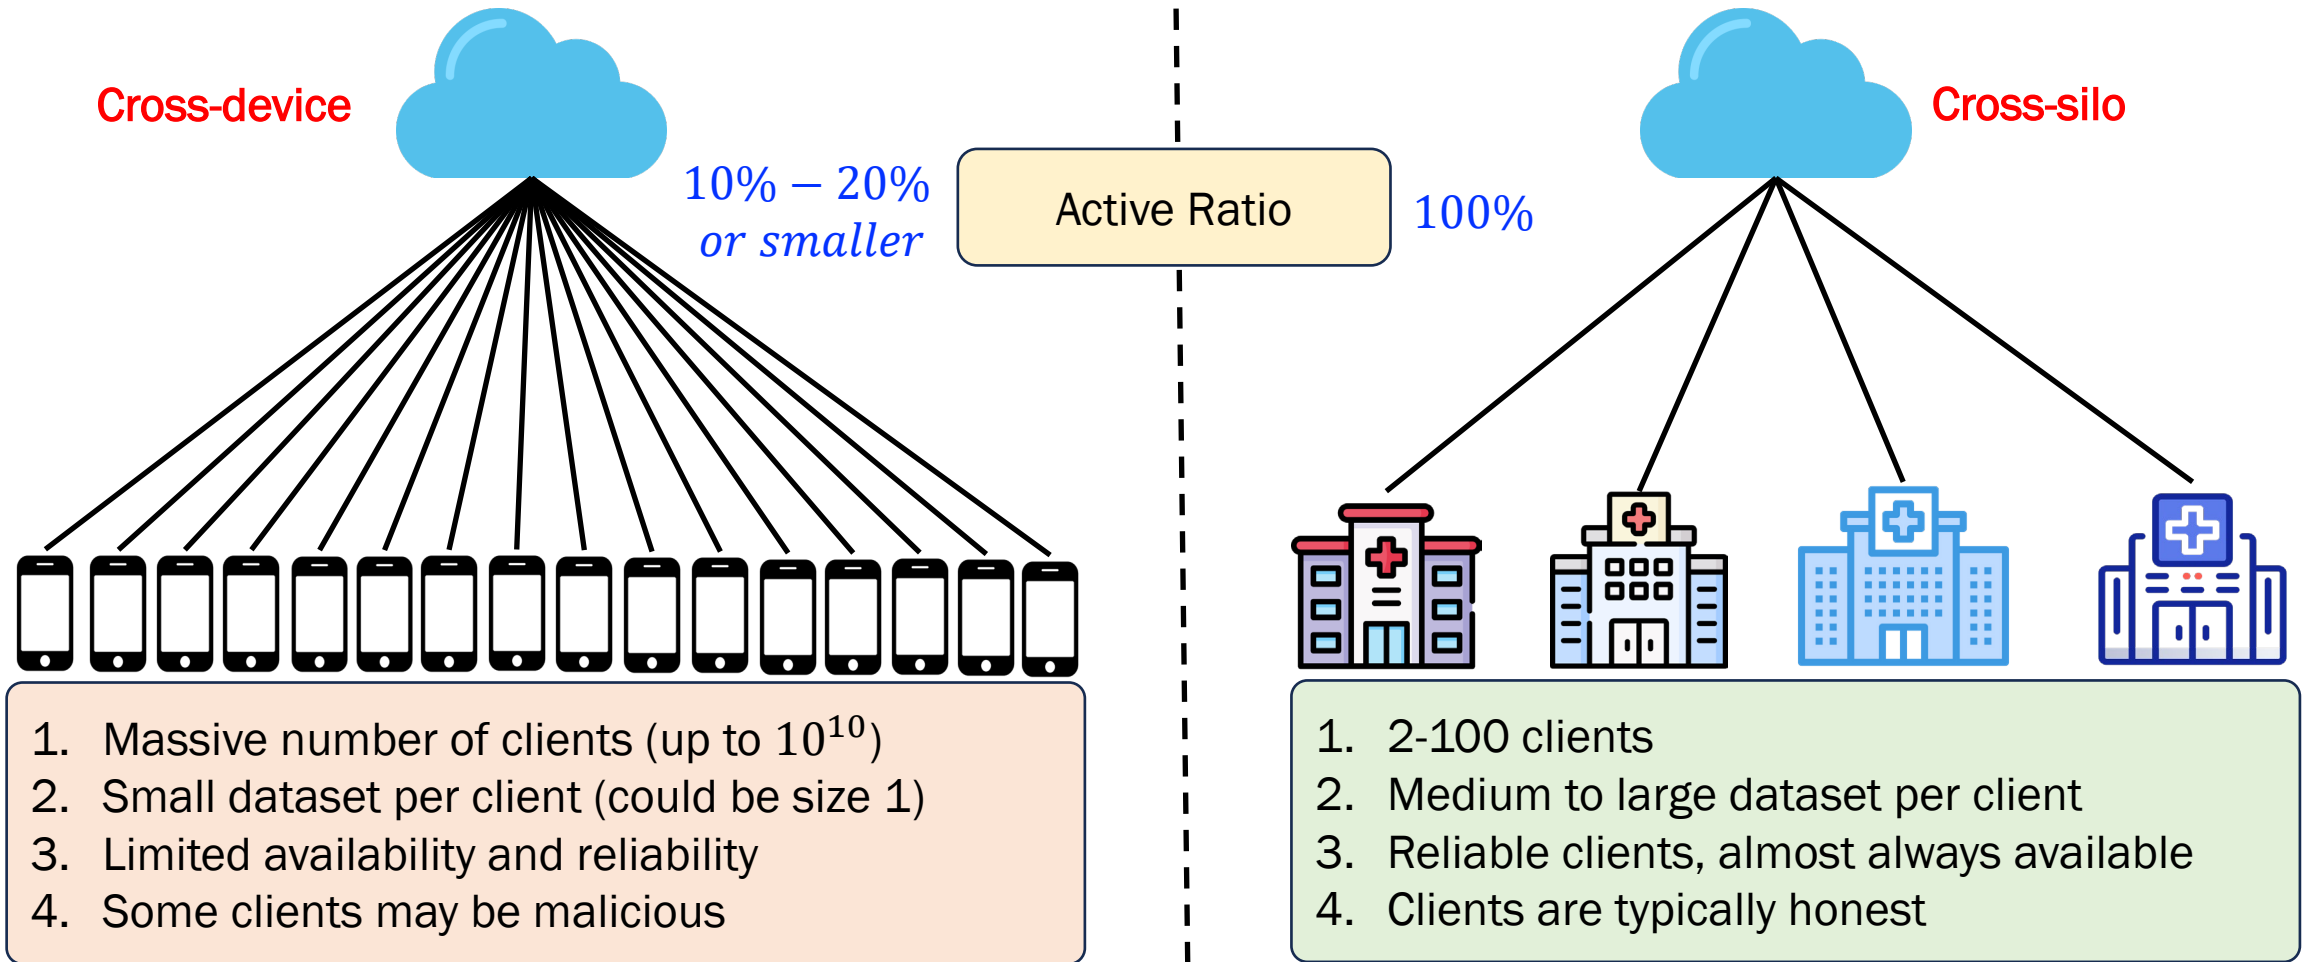 Cross-device
10% – 20%
or smaller
Active Ratio
100%
Cross-silo
1. Massive number of clients (up to 10¹⁰)
2. Small dataset per client (could be size 1)
3. Limited availability and reliability
4. Some clients may be malicious
1. 2-100 clients
2. Medium to large dataset per client
3. Reliable clients, almost always available
4. Clients are typically honest